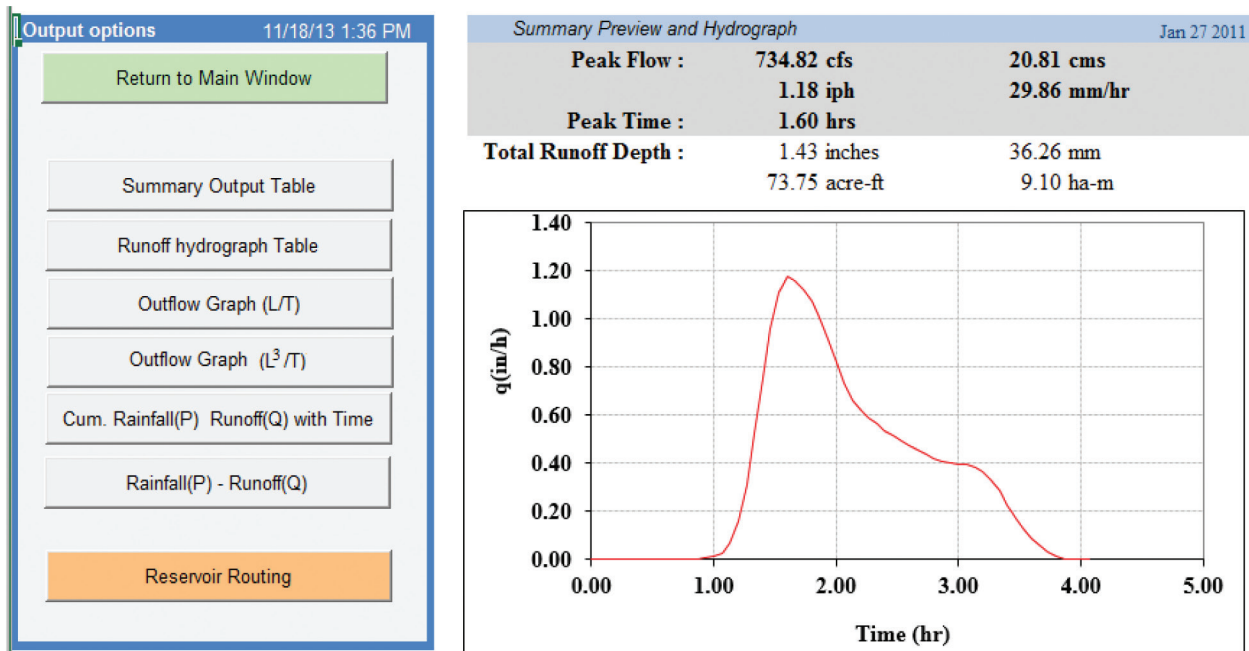 Output options 11/18/13 1:36 PM
Return to Main Window
Summary Output Table
Runoff hydrograph Table
Outflow Graph (L/T)
Outflow Graph (L³/T)
Cum. Rainfall(P) Runoff(Q) with Time
Rainfall(P) - Runoff(Q)
Reservoir Routing
Summary Preview and Hydrograph Jan 27 2011
Peak Flow : 734.82 cfs 20.81 cms
1.18 iph 29.86 mm/hr
Peak Time : 1.60 hrs
Total Runoff Depth : 1.43 inches 36.26 mm
73.75 acre-ft 9.10 ha-m
1.40
1.20
1.00
0.80
0.60
0.40
0.20
0.00
q(in/h)
0.00 1.00 2.00 3.00 4.00 5.00
Time (hr)